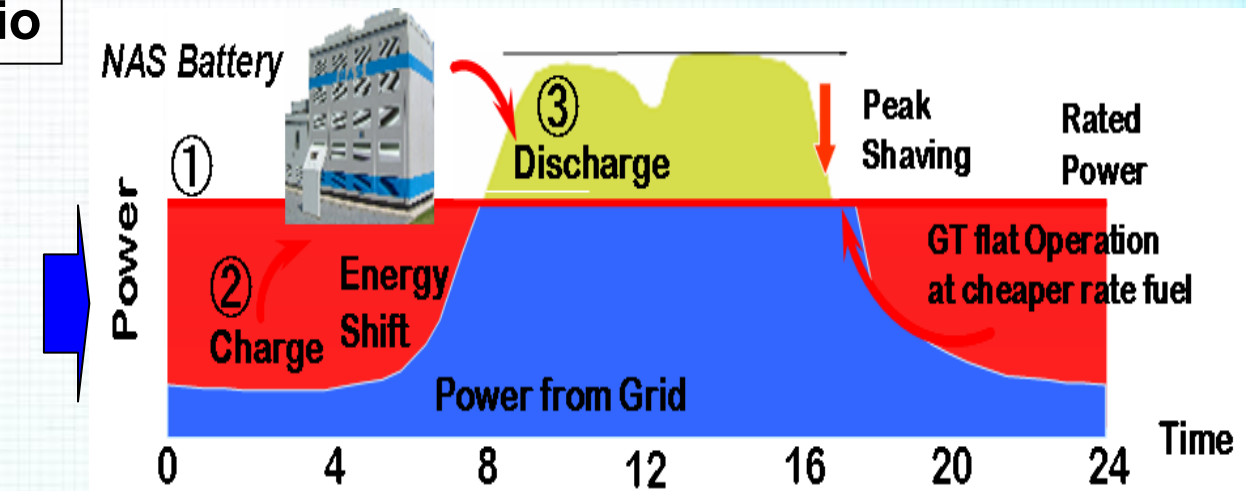 io
NAS Battery
①
③
Discharge
Peak
Shaving
Rated
Power
Power
②
Charge
Energy
Shift
GT flat Operation
at cheaper rate fuel
Power from Grid
0 4 8 12 16 20 24
Time